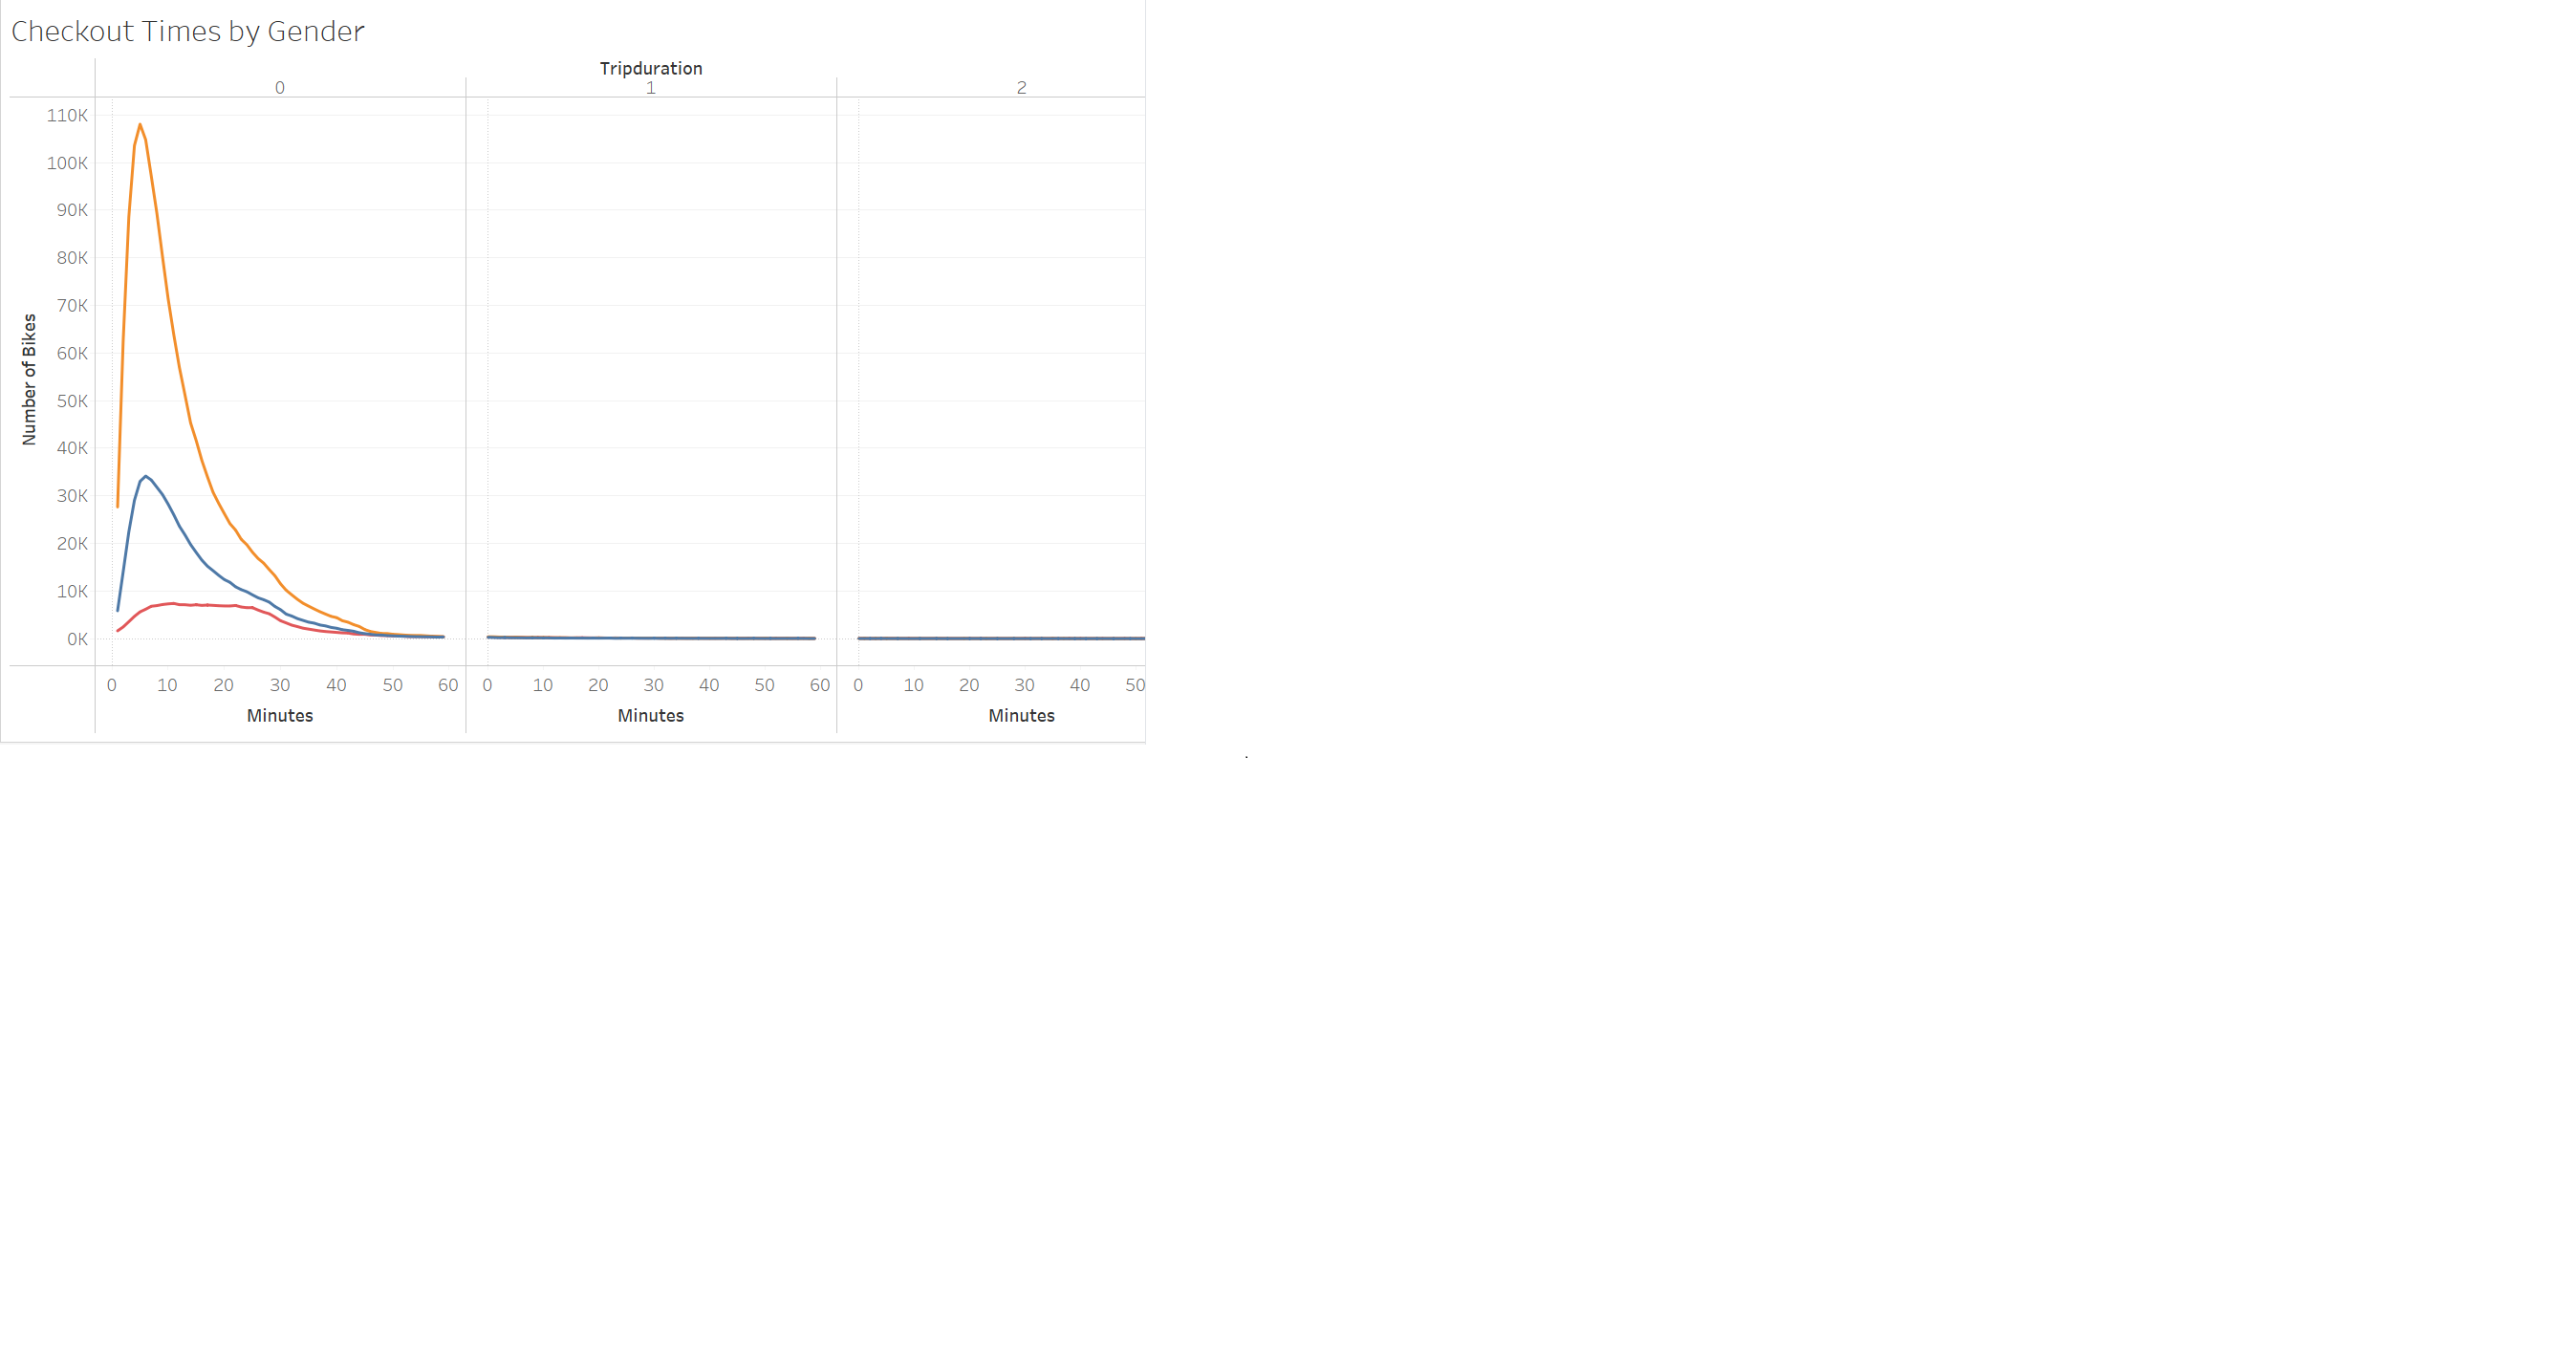 Checkout Times by Gender
Tripduration
0 1 2
110K
100K
90K
80K
70K
60K
50K
40K
30K
20K
10K
0K
Number of Bikes
0 10 20 30 40 50 60 0 10 20 30 40 50 60 0 10 20 30 40 50
Minutes Minutes Minutes
.